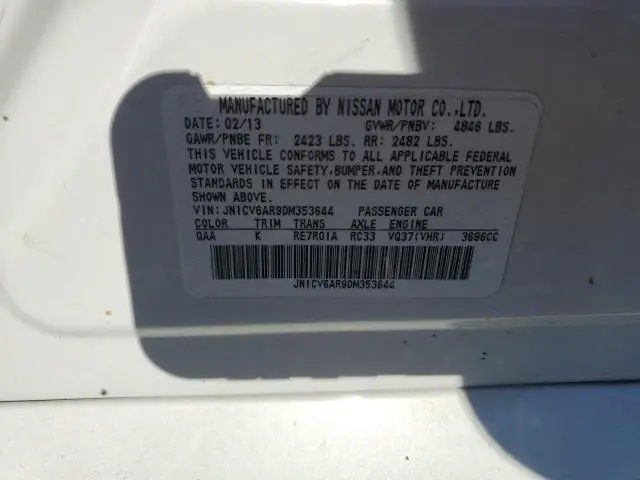 MANUFACTURED BY NISSAN MOTOR CO.,LTD.
DATE: 02/13 GVWR/PNBV: 4846 LBS.
GAWR/PNBE FR: 2423 LBS. RR: 2482 LBS.
THIS VEHICLE CONFORMS TO ALL APPLICABLE FEDERAL
MOTOR VEHICLE SAFETY,BUMPER,AND THEFT PREVENTION
STANDARDS IN EFFECT ON THE DATE OF MANUFACTURE
SHOWN ABOVE.
VIN: JN1CV6AR9DM353644 PASSENGER CAR
COLOR TRIM TRANS AXLE ENGINE
QAA K RE7R01A RC33 VQ37(VHR) 3696CC
JN1CV6AR9DM353644